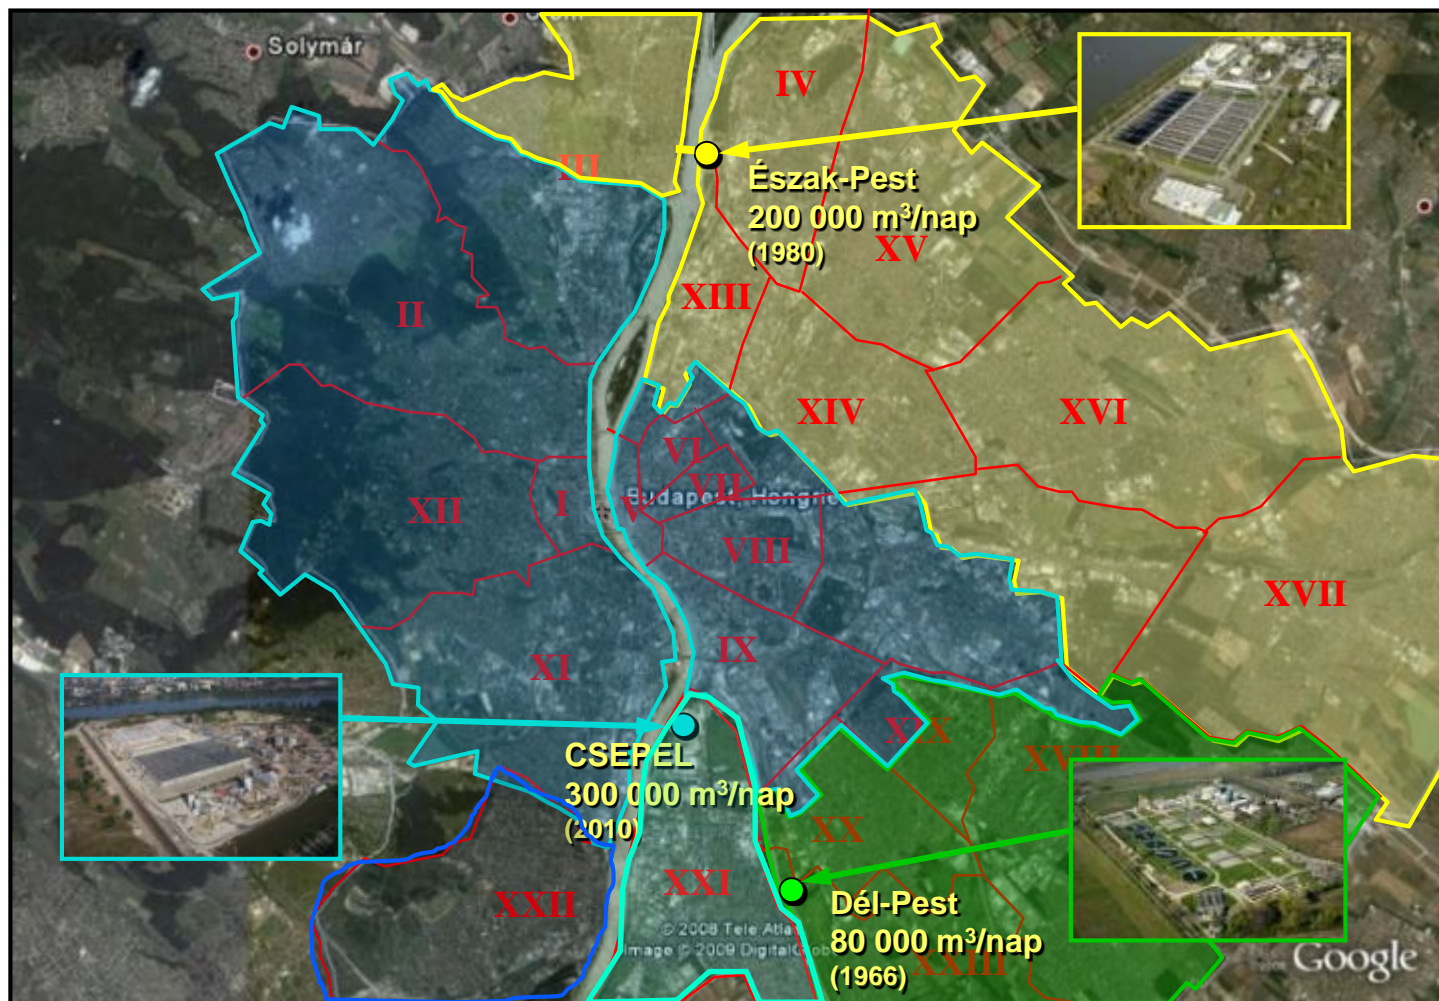 Solymár
IV
III
Észak-Pest
200 000 m³/nap
(1980)
XV
XIII
II
XIV
XVI
VI
VII
Budapest, Hongrie
XII
I
V
VIII
XVII
IX
XI
XIX
XVIII
CSEPEL
300 000 m³/nap
(2010)
XX
XXI
XXII
Dél-Pest
80 000 m³/nap
(1966)
XXIII
© 2008 Tele Atlas
Image © 2009 DigitalGlobe
Google